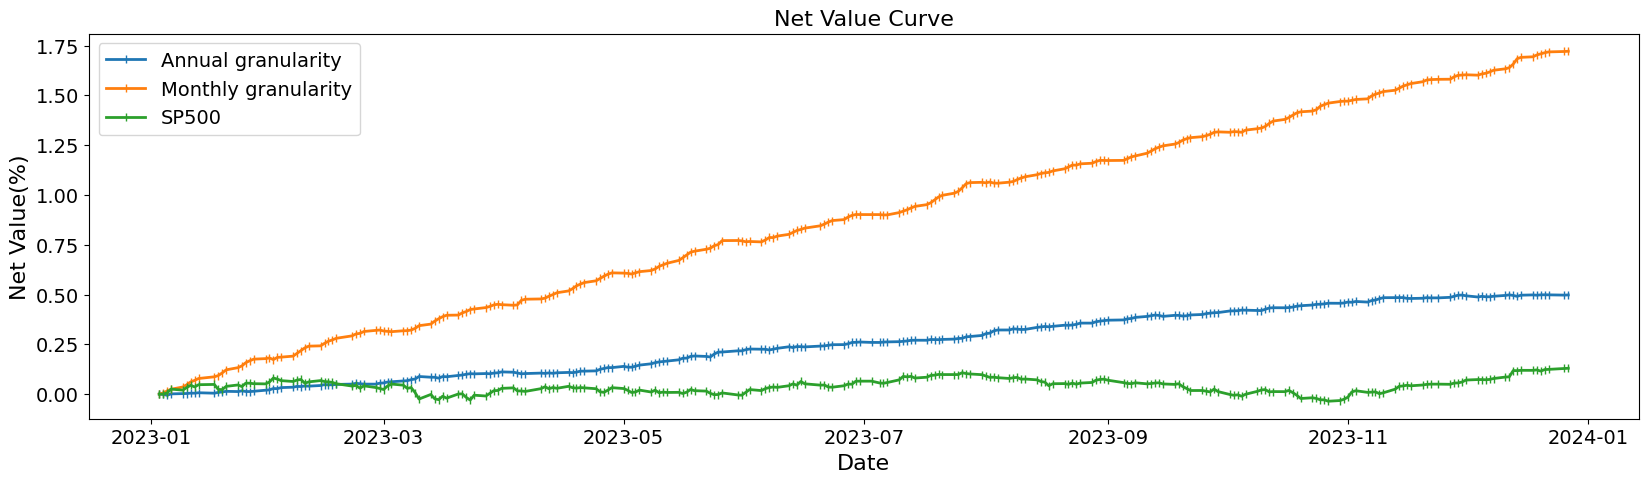 Net Value Curve
Annual granularity
Monthly granularity
SP500
Net Value(%)
1.75
1.50
1.25
1.00
0.75
0.50
0.25
0.00
2023-01 2023-03 2023-05 2023-07 2023-09 2023-11 2024-01
Date